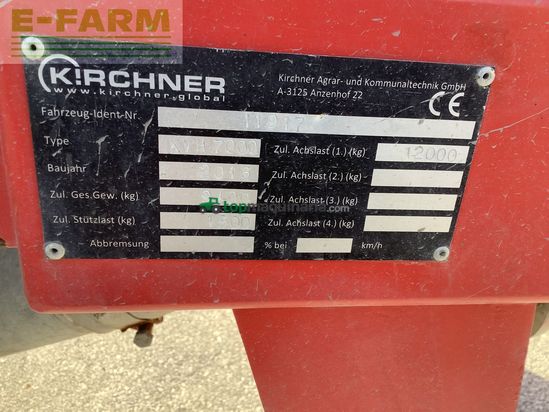 E-FARM
KIRCHNER
www.kirchner.global
Kirchner Agrar- und Kommunaltechnik GmbH
A-3125 Anzenhof 22
CE
Fahrzeug-Ident-Nr.
Type
Zul. Achslast (1.) (kg) 12000
Baujahr Zul. Achslast (2.) (kg)
Zul. Ges.Gew. (kg) Zul. Achslast (3.) (kg)
topmaquinaria.com
Zul. Stützlast (kg) Zul. Achslast (4.) (kg)
Abbremsung % bei km/h